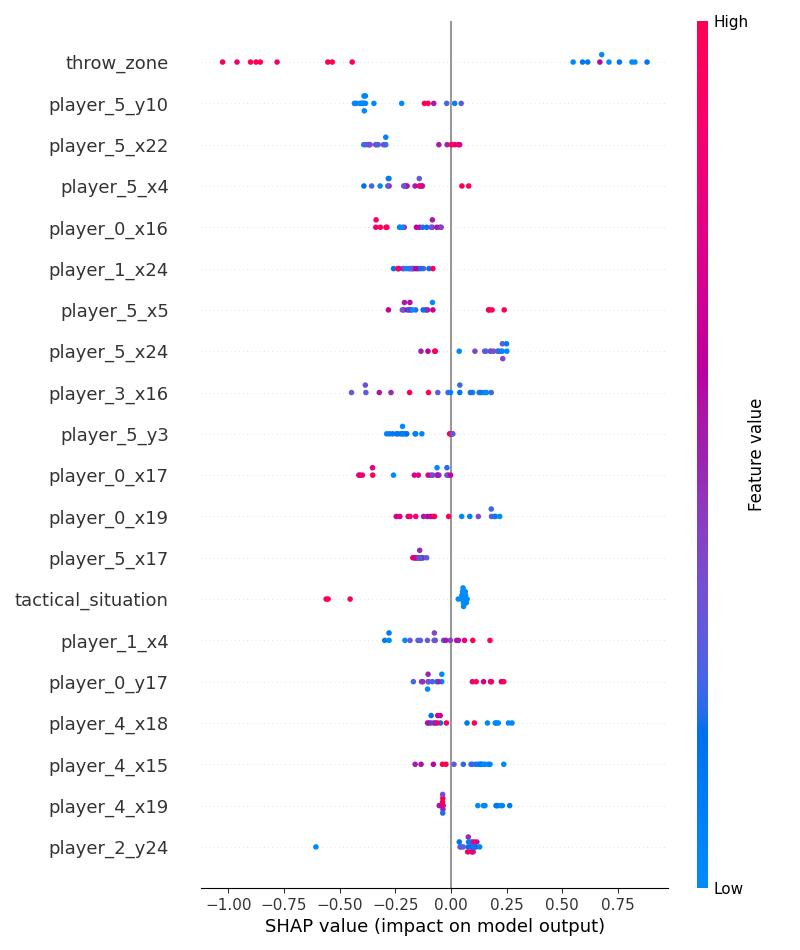 High
throw_zone
player_5_y10
player_5_x22
player_5_x4
player_0_x16
player_1_x24
player_5_x5
player_5_x24
player_3_x16
player_5_y3
player_0_x17
player_0_x19
player_5_x17
tactical_situation
player_1_x4
player_0_y17
player_4_x18
player_4_x15
player_4_x19
player_2_y24
Feature value
Low
−1.00 −0.75 −0.50 −0.25 0.00 0.25 0.50 0.75
SHAP value (impact on model output)